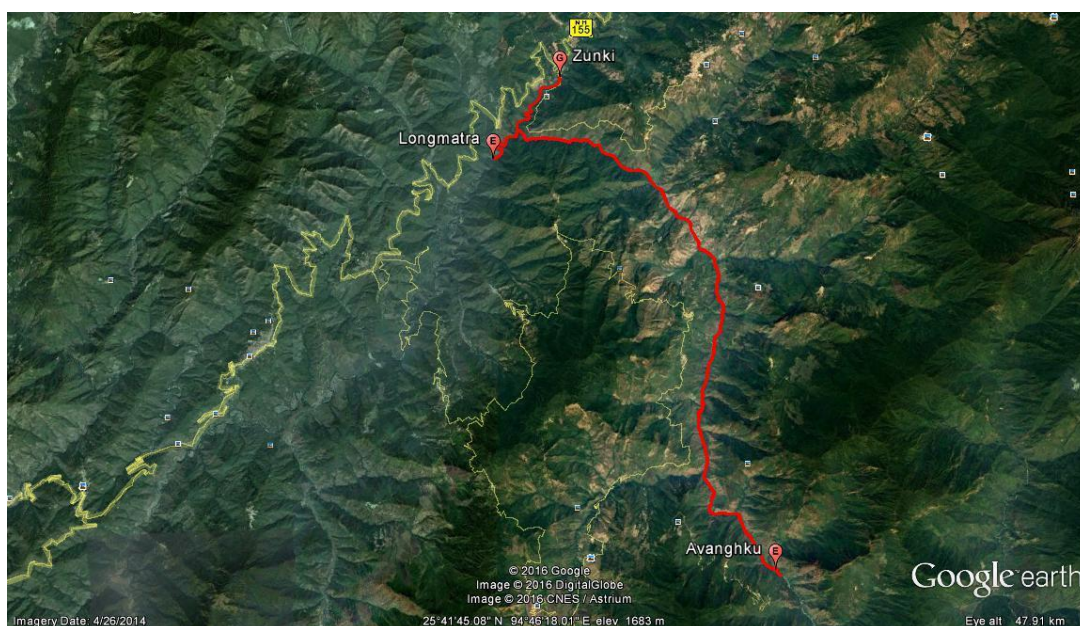 155
G
Zunki
Longmatra
E
Avanghku
E
© 2016 Google
Image © 2016 DigitalGlobe
Image © 2016 CNES / Astrium
Google earth
Imagery Date: 4/26/2014
25°41'45.08" N 94°46'18.01" E elev 1683 m
Eye alt 47.91 km